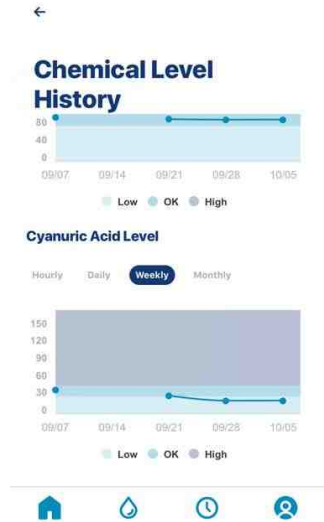 Chemical Level
History
80
40
0
09/07 09/14 09/21 09/28 10/05
Low OK High
Cyanuric Acid Level
Hourly Daily Weekly Monthly
150
120
90
60
30
0
09/07 09/14 09/21 09/28 10/05
Low OK High